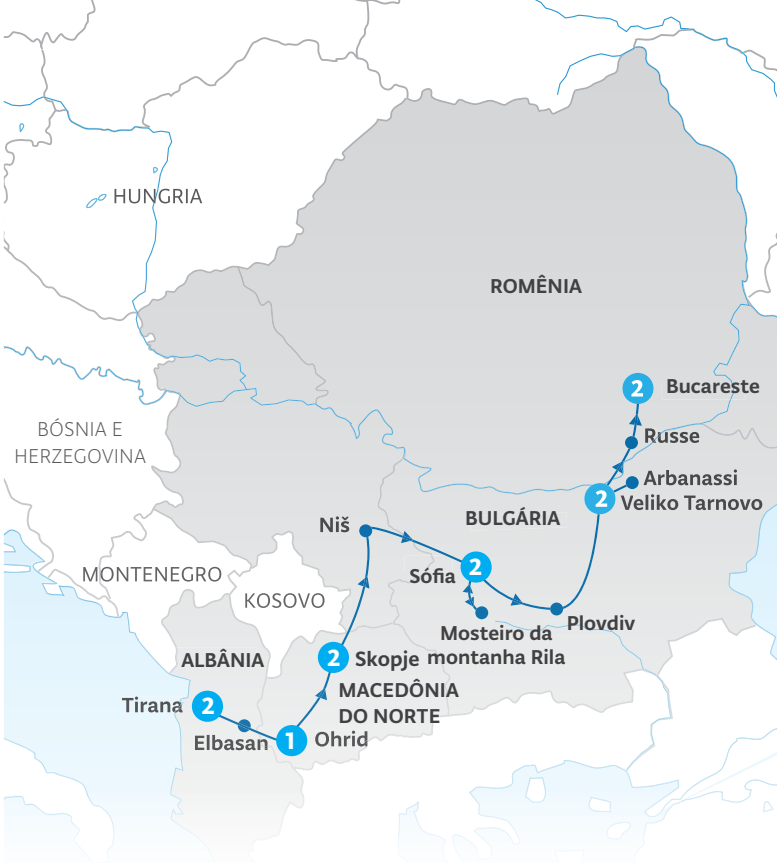 HUNGRIA
ROMÊNIA
2 Bucareste
BÓSNIA E
HERZEGOVINA
Russe
Arbanassi
2 Veliko Tarnovo
BULGÁRIA
Niš
Sófia 2
MONTENEGRO
KOSOVO
Plovdiv
Mosteiro da
montanha Rila
2 Skopje
ALBÂNIA
MACEDÔNIA
DO NORTE
Tirana 2
Elbasan
1 Ohrid